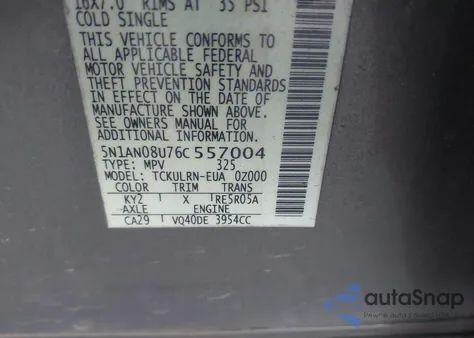 16X7.0 RIMS AT 35 PSI
COLD SINGLE
THIS VEHICLE CONFORMS TO
ALL APPLICABLE FEDERAL
MOTOR VEHICLE SAFETY AND
THEFT PREVENTION STANDARDS
IN EFFECT ON THE DATE OF
MANUFACTURE SHOWN ABOVE.
SEE OWNERS MANUAL FOR
ADDITIONAL INFORMATION
5N1AN08U76C557004
TYPE: MPV 325
MODEL: TCKULRN-EUA 0Z000
COLOR TRIM TRANS
KY2 X RE5R05A
AXLE ENGINE
CA29 VQ40DE 3954CC
autoSnap